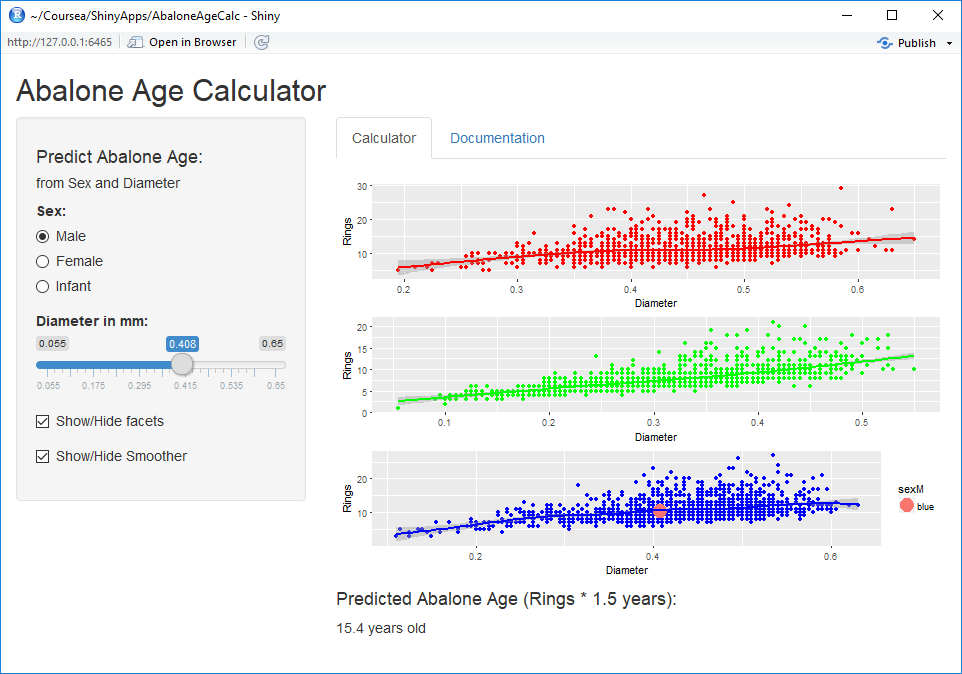 ~/Coursea/ShinyApps/AbaloneAgeCalc - Shiny
http://127.0.0.1:6465 Open in Browser Publish
Abalone Age Calculator
Predict Abalone Age:
from Sex and Diameter
Sex:
Male
Female
Infant
Diameter in mm:
0.055 0.408 0.65
0.055 0.175 0.295 0.415 0.535 0.65
Show/Hide facets
Show/Hide Smoother
Calculator Documentation
30
20
10
Rings
0.2 0.3 0.4 0.5 0.6
Diameter
20
15
10
5
0
Rings
0.1 0.2 0.3 0.4 0.5
Diameter
20
10
Rings
0.2 0.4 0.6
Diameter
sexM
blue
Predicted Abalone Age (Rings * 1.5 years):
15.4 years old